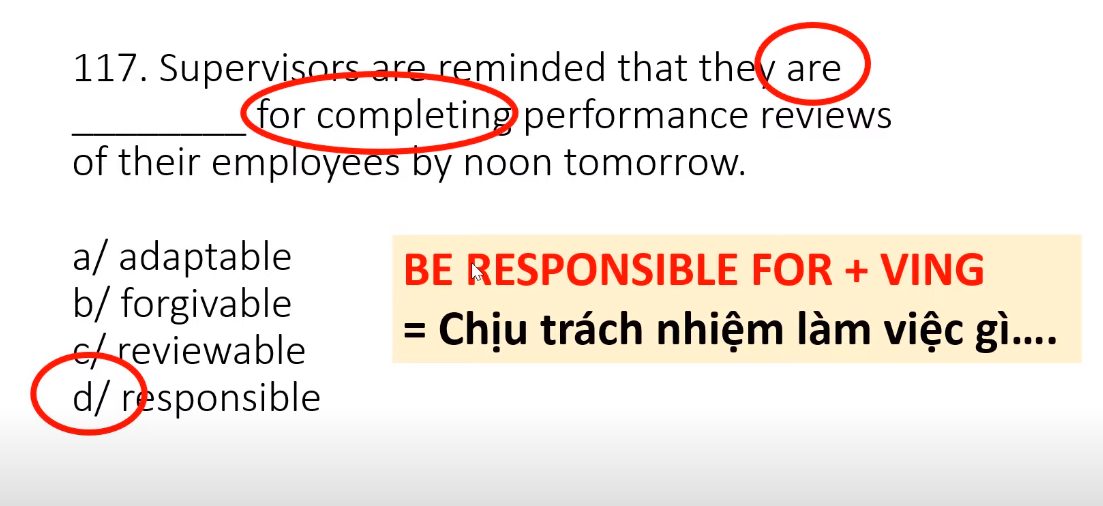 117. Supervisors are reminded that they are
________ for completing performance reviews
of their employees by noon tomorrow.
a/ adaptable
b/ forgivable
c/ reviewable
d/ responsible
BE RESPONSIBLE FOR + VING
= Chịu trách nhiệm làm việc gì....